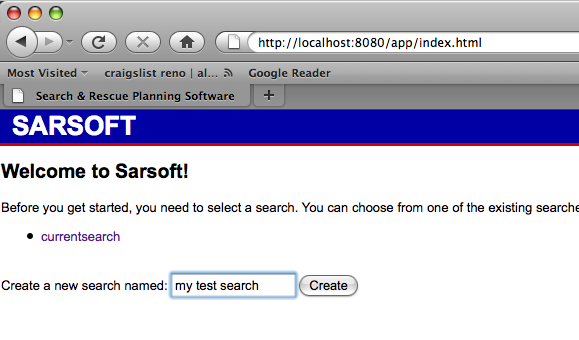 http://localhost:8080/app/index.html
Most Visited craigslist reno | al... Google Reader
Search & Rescue Planning Software +
SARSOFT
Welcome to Sarsoft!
Before you get started, you need to select a search. You can choose from one of the existing searche
currentsearch
Create a new search named: my test search Create